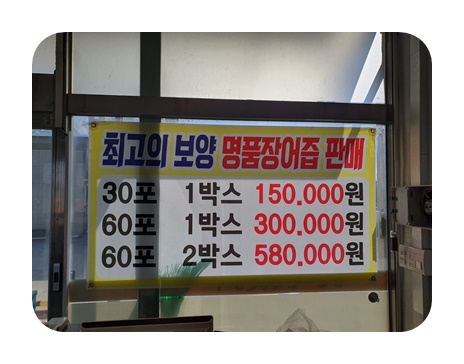 최고의 보양 명품장어즙 판매
30포 1박스 150.000원
60포 1박스 300.000원
60포 2박스 580.000원